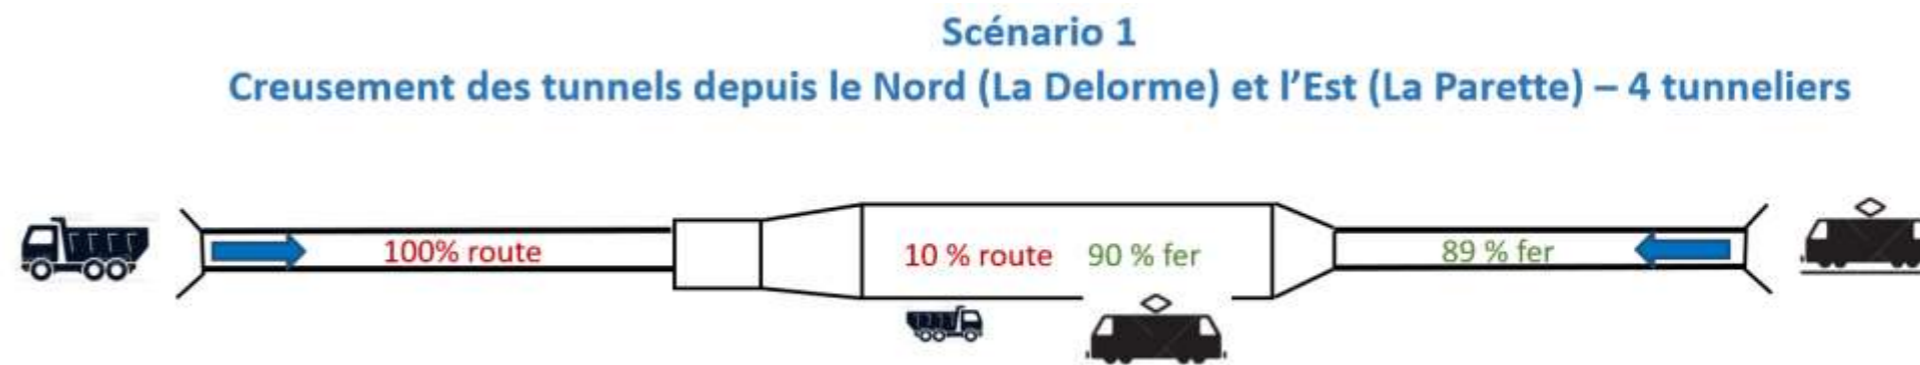 Scénario 1
Creusement des tunnels depuis le Nord (La Delorme) et l’Est (La Parette) – 4 tunneliers
100% route
10 % route
90 % fer
89 % fer